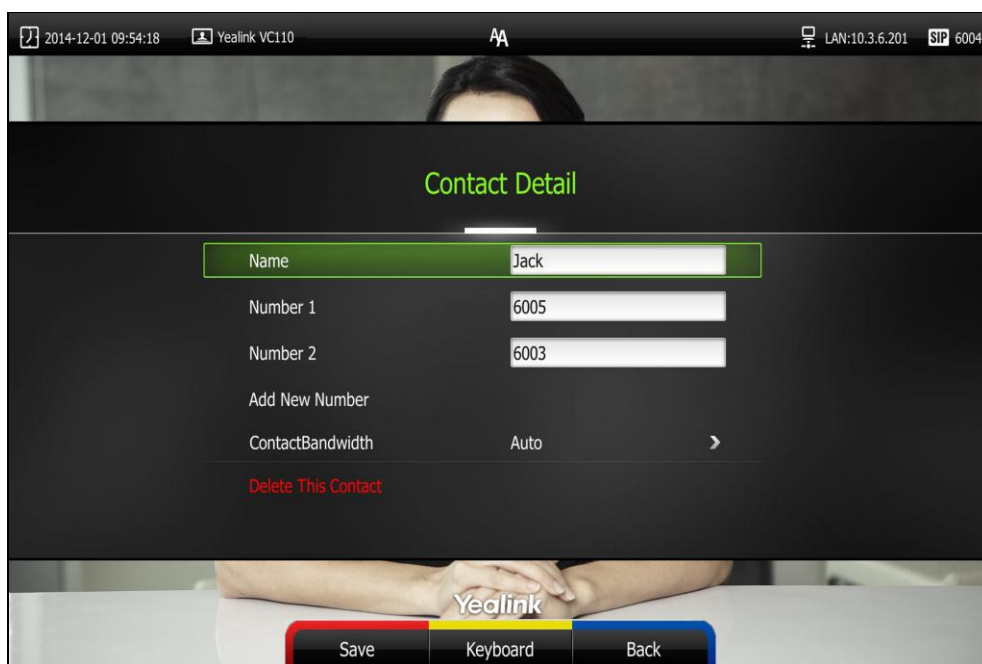 2014-12-01 09:54:18 Yealink VC110 AA LAN:10.3.6.201 SIP 6004
Contact Detail
Name Jack
Number 1 6005
Number 2 6003
Add New Number
ContactBandwidth Auto
Delete This Contact
Yealink
Save Keyboard Back